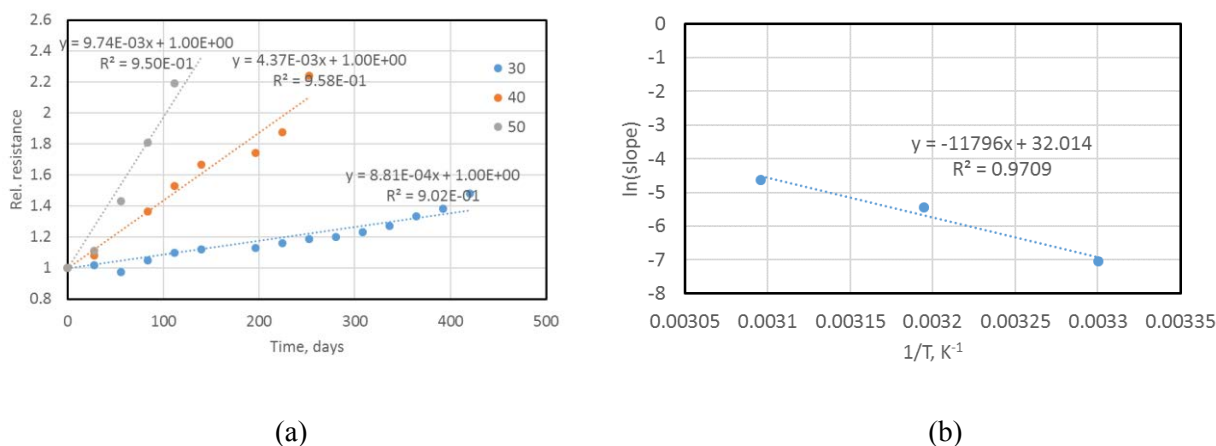 2.6
2.4
2.2
2
1.8
1.6
1.4
1.2
1
0.8
Rel. resistance
y = 9.74E-03x + 1.00E+00
R² = 9.50E-01
y = 4.37E-03x + 1.00E+00
R² = 9.58E-01
30
40
50
y = 8.81E-04x + 1.00E+00
R² = 9.02E-01
0 100 200 300 400 500
Time, days
(a)
0
-1
-2
-3
-4
-5
-6
-7
-8
ln(slope)
y = -11796x + 32.014
R² = 0.9709
0.00305 0.0031 0.00315 0.0032 0.00325 0.0033 0.00335
1/T, K⁻¹
(b)